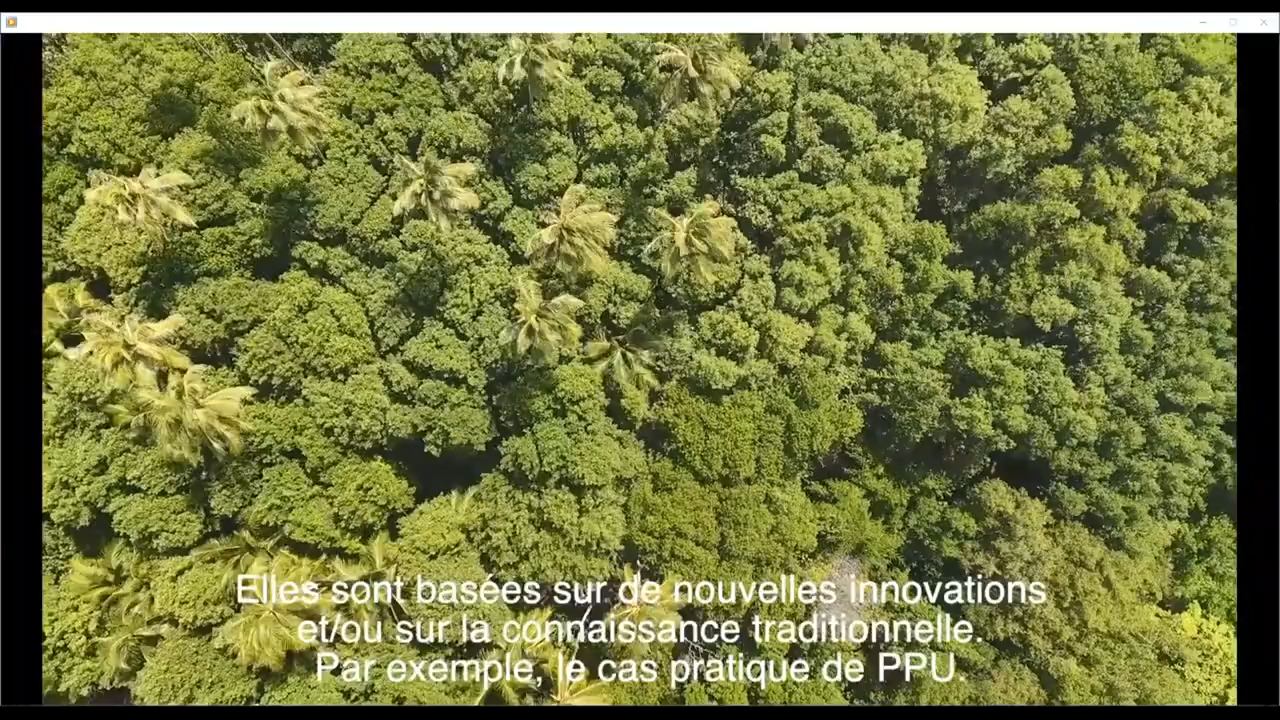 Elles sont basées sur de nouvelles innovations
et/ou sur la connaissance traditionnelle.
Par exemple, le cas pratique de PPU.